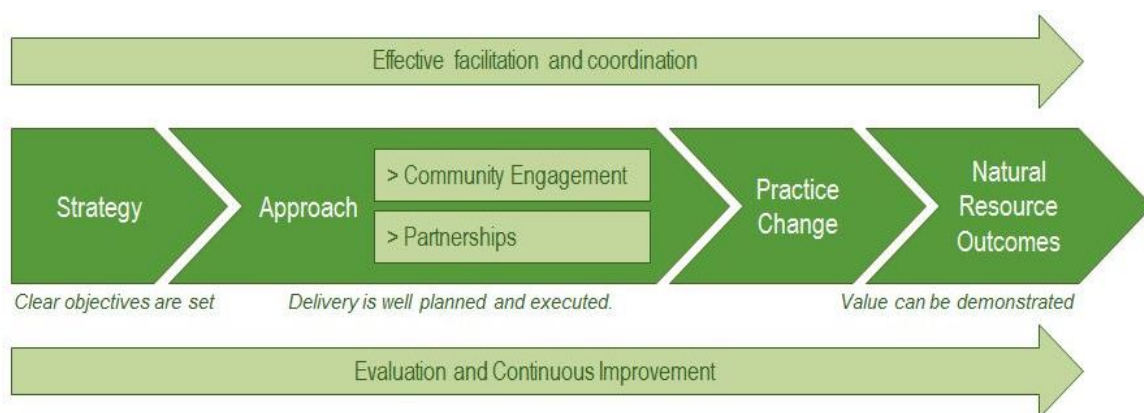 Effective facilitation and coordination
Strategy
Approach
> Community Engagement
> Partnerships
Practice
Change
Natural
Resource
Outcomes
Clear objectives are set
Delivery is well planned and executed.
Value can be demonstrated
Evaluation and Continuous Improvement